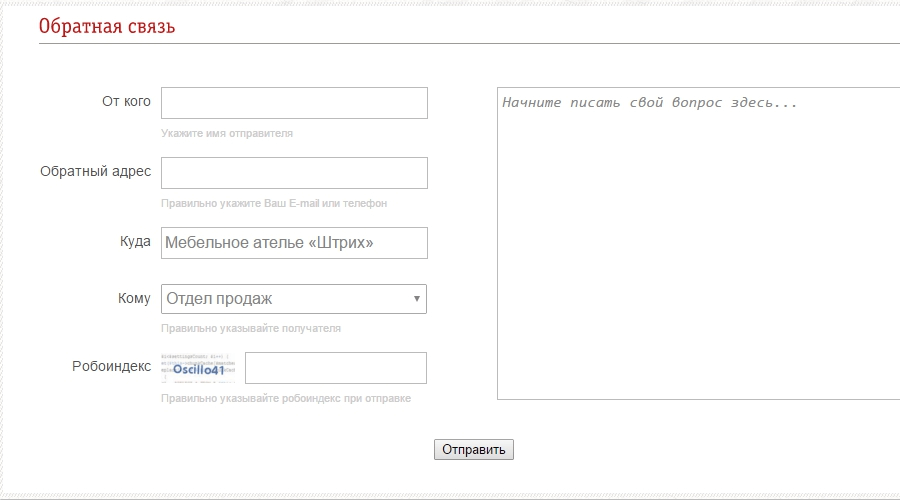 Обратная связь
От кого
Укажите имя отправителя
Обратный адрес
Правильно укажите Ваш E-mail или телефон
Куда
Мебельное ателье «Штрих»
Кому
Отдел продаж
Правильно указывайте получателя
Робоиндекс
Oscillo41
Правильно указывайте робоиндекс при отправке
Начните писать свой вопрос здесь...
Отправить